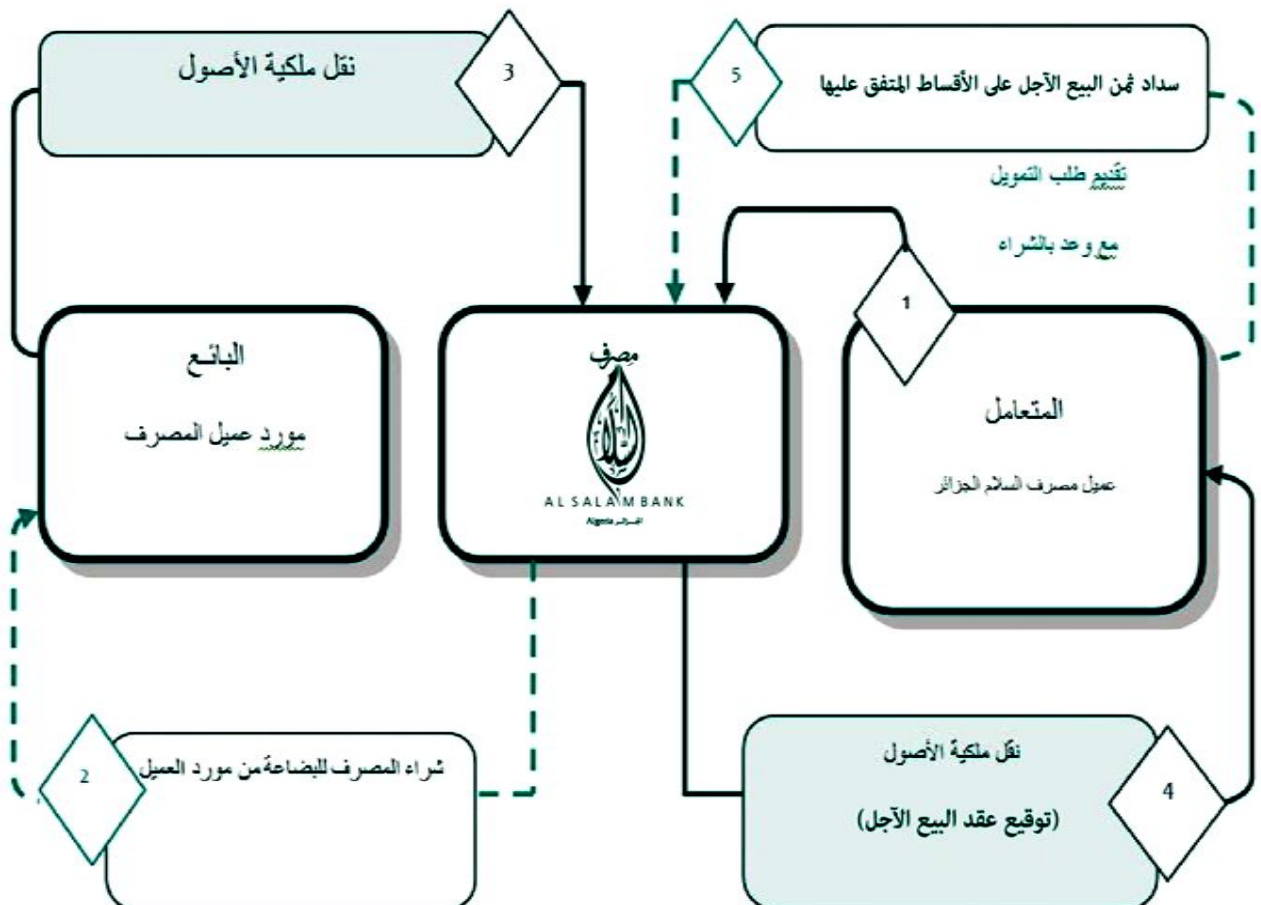 نقل ملكية الأصول
3
5
سداد ثمن البيع الآجل على الأقساط المتفق عليها
تقديم طلب التمويل
مع وعد بالشراء
1
البائع
مورد عميل المصرف
مصرف
السلام
AL SALAM BANK
Algeria الجزائر
المتعامل
عميل مصرف السلام الجزائر
2
شراء المصرف للبضاعة من مورد العميل
نقل ملكية الأصول
(توقيع عقد البيع الآجل)
4